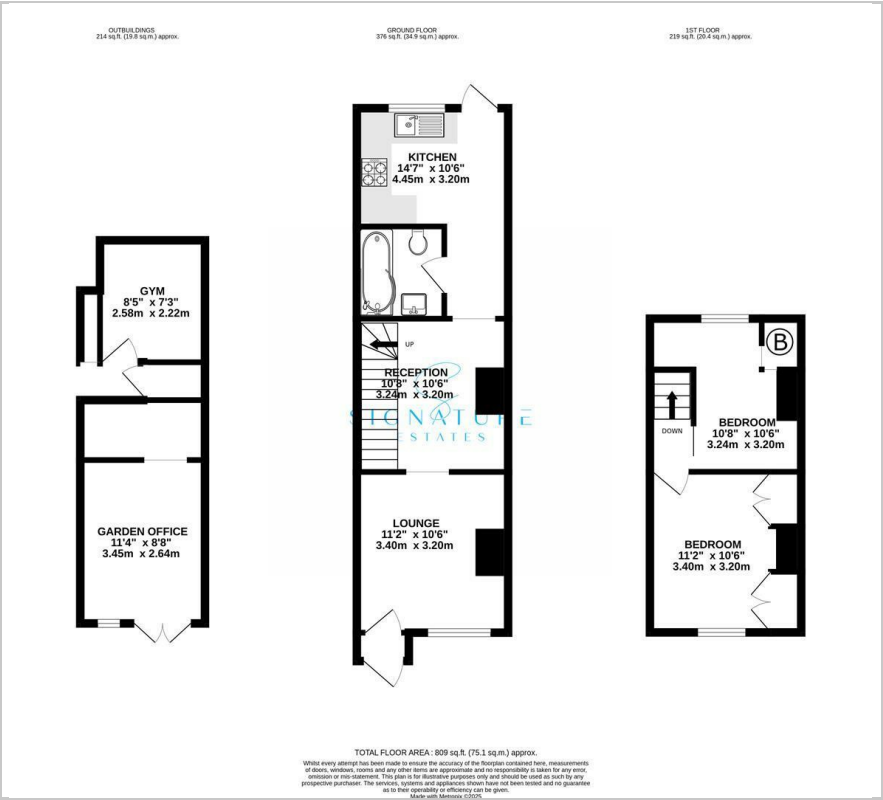 OUTBUILDINGS
214 sq.ft. (19.8 sq.m.) approx.
GROUND FLOOR
376 sq.ft. (34.9 sq.m.) approx.
1ST FLOOR
219 sq.ft. (20.4 sq.m.) approx.
KITCHEN
14'7" x 10'6"
4.45m x 3.20m
GYM
8'5" x 7'3"
2.58m x 2.22m
UP
RECEPTION
10'8" x 10'6"
3.24m x 3.20m
SIGNATURE
ESTATES
B
BEDROOM
10'8" x 10'6"
3.24m x 3.20m
DOWN
GARDEN OFFICE
11'4" x 8'8"
3.45m x 2.64m
LOUNGE
11'2" x 10'6"
3.40m x 3.20m
BEDROOM
11'2" x 10'6"
3.40m x 3.20m
TOTAL FLOOR AREA : 809 sq.ft. (75.1 sq.m.) approx.
Whilst every attempt has been made to ensure the accuracy of the floorplan contained here, measurements
of doors, windows, rooms and any other items are approximate and no responsibility is taken for any error,
omission or mis-statement. This plan is for illustrative purposes only and should be used as such by any
prospective purchaser. The services, systems and appliances shown have not been tested and no guarantee
as to their operability or efficiency can be given.
Made with Metropix ©2025